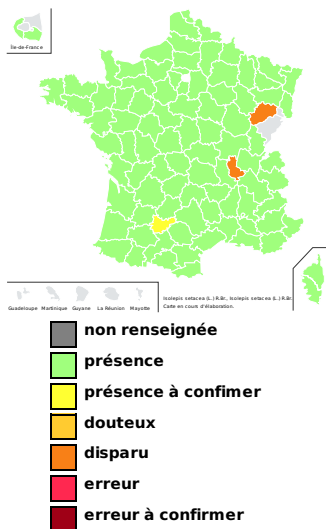 Île-de-France
Guadeloupe Martinique Guyane La Réunion Mayotte
Isolepis setacea (L.) R.Br., Isolepis setacea (L.) R.Br.
Carte en cours d'élaboration.
non renseignée
présence
présence à confimer
douteux
disparu
erreur
erreur à confirmer